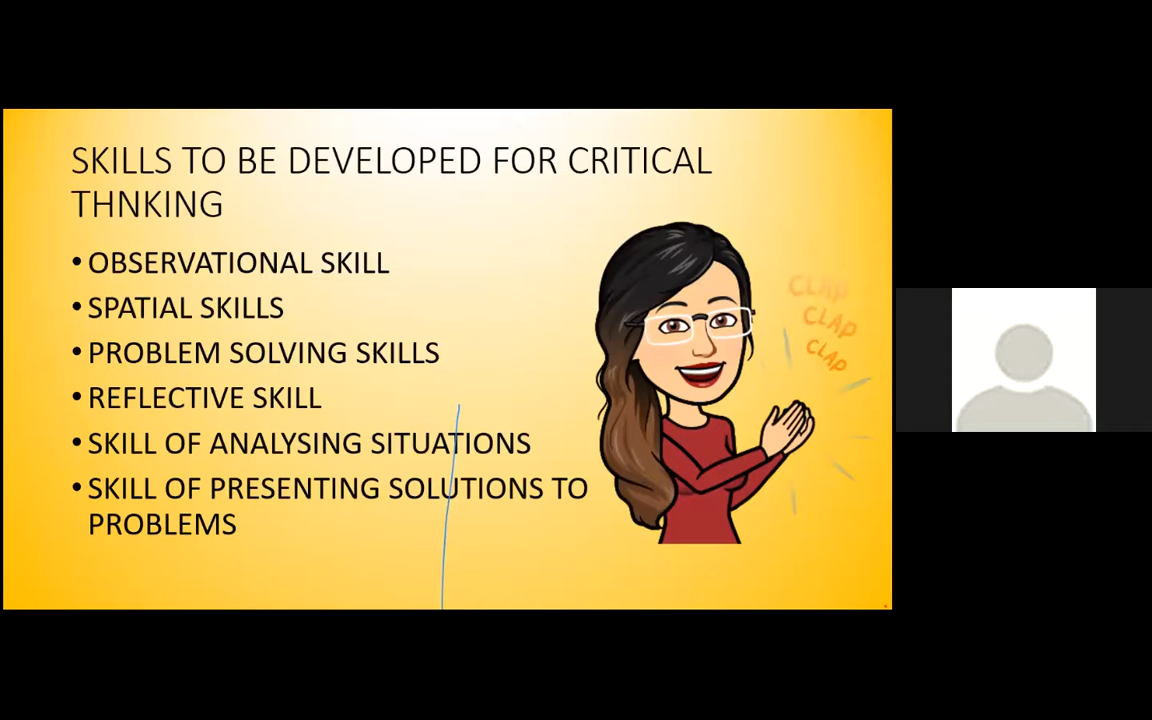 SKILLS TO BE DEVELOPED FOR CRITICAL
THNKING
• OBSERVATIONAL SKILL
• SPATIAL SKILLS
• PROBLEM SOLVING SKILLS
• REFLECTIVE SKILL
• SKILL OF ANALYSING SITUATIONS
• SKILL OF PRESENTING SOLUTIONS TO
PROBLEMS
CLAP
CLAP
CLAP